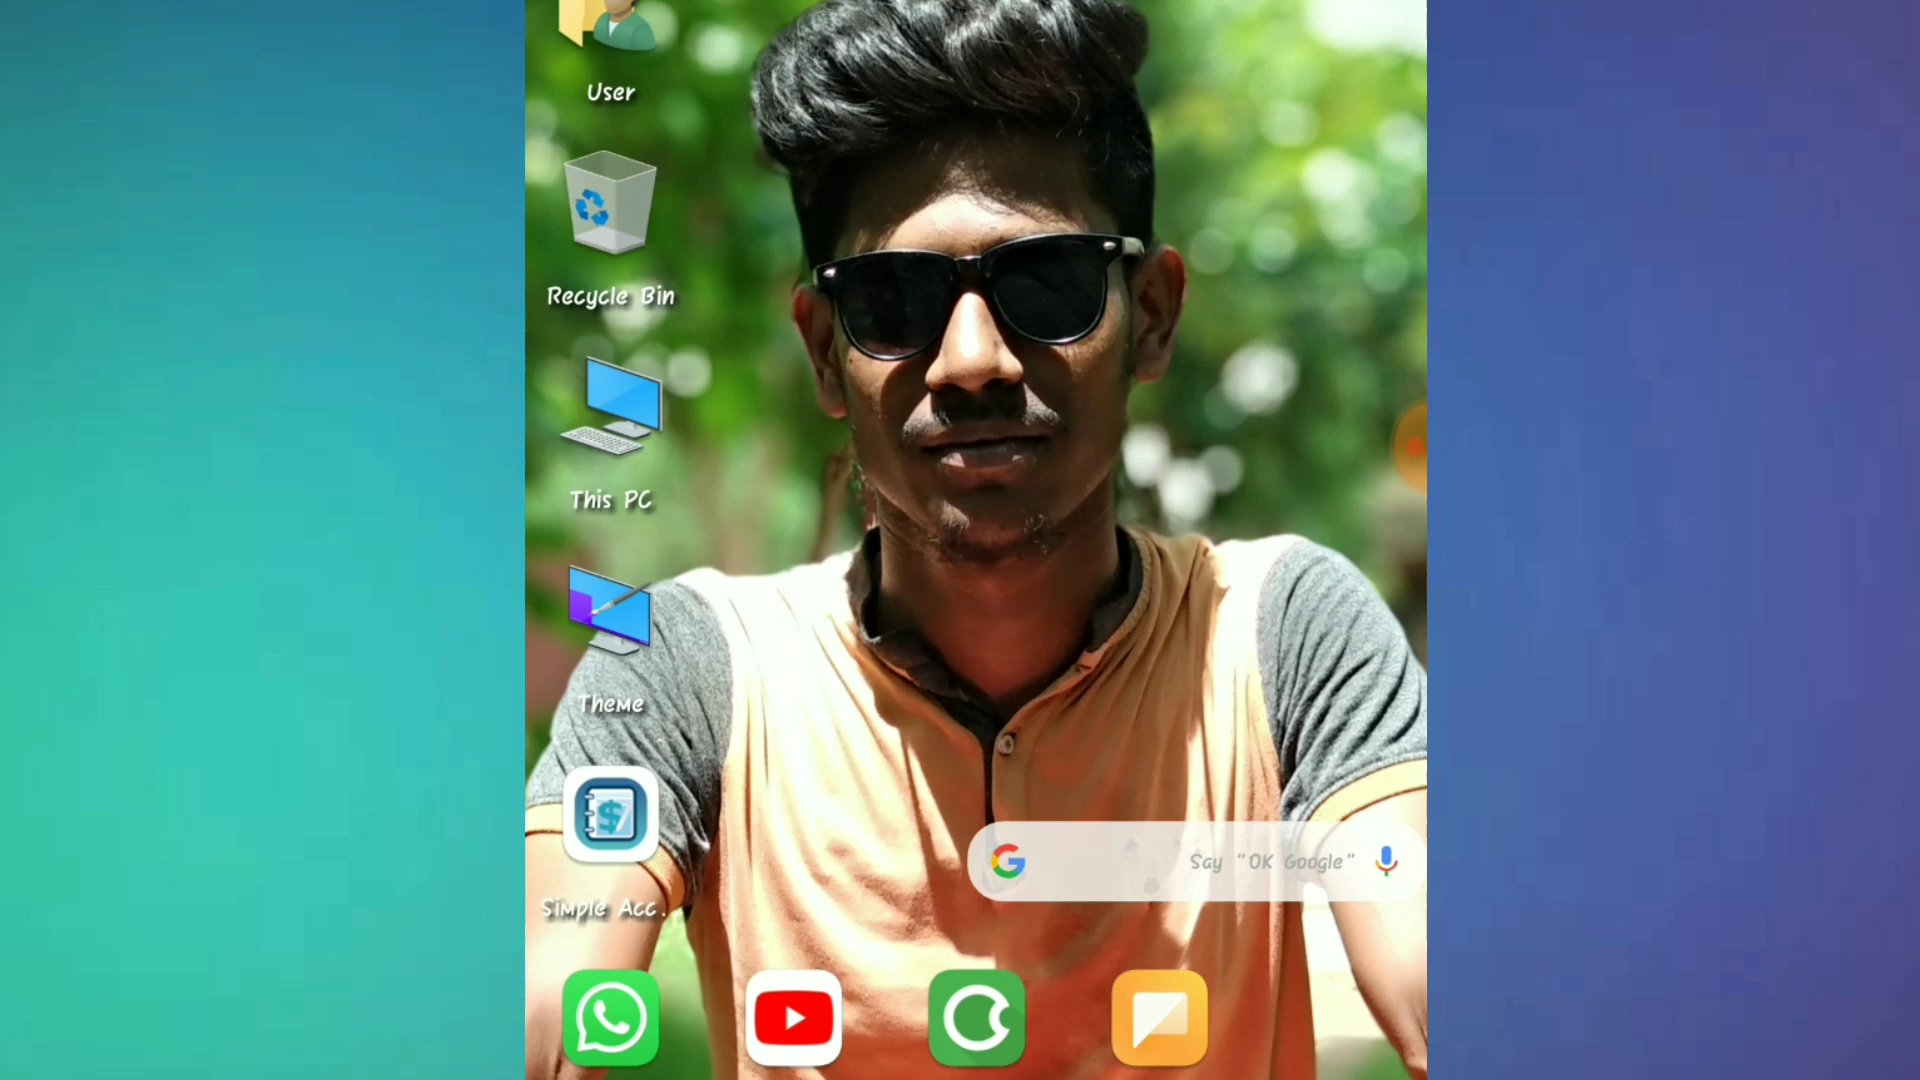 User
Recycle Bin
This PC
Theme
Simple Acc.
Say "OK Google"